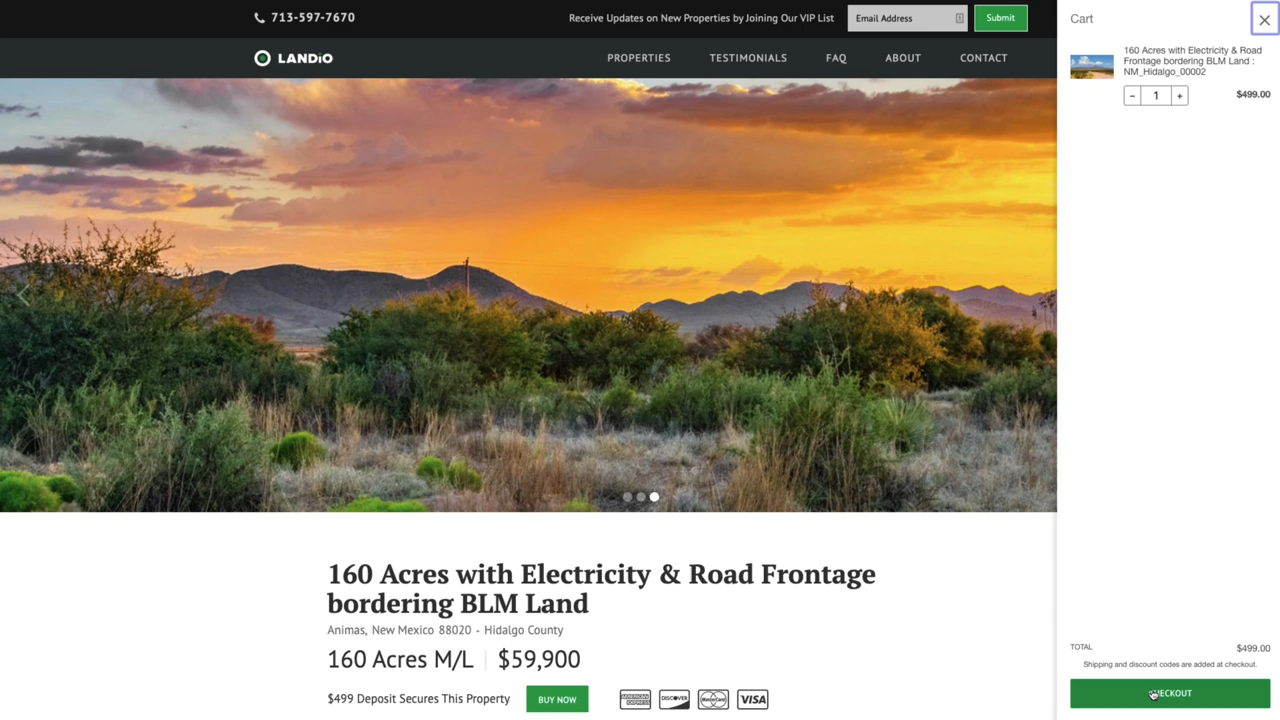 713-597-7670
Receive Updates on New Properties by Joining Our VIP List
Email Address
Submit
LANDiO
PROPERTIES
TESTIMONIALS
FAQ
ABOUT
CONTACT
160 Acres with Electricity & Road Frontage
bordering BLM Land
Animas, New Mexico 88020 - Hidalgo County
160 Acres M/L | $59,900
$499 Deposit Secures This Property
BUY NOW
AMERICAN EXPRESS
DISCOVER
MasterCard
VISA
Cart
160 Acres with Electricity & Road
Frontage bordering BLM Land :
NM_Hidalgo_00002
- 1 +
$499.00
TOTAL
$499.00
Shipping and discount codes are added at checkout.
CHECKOUT